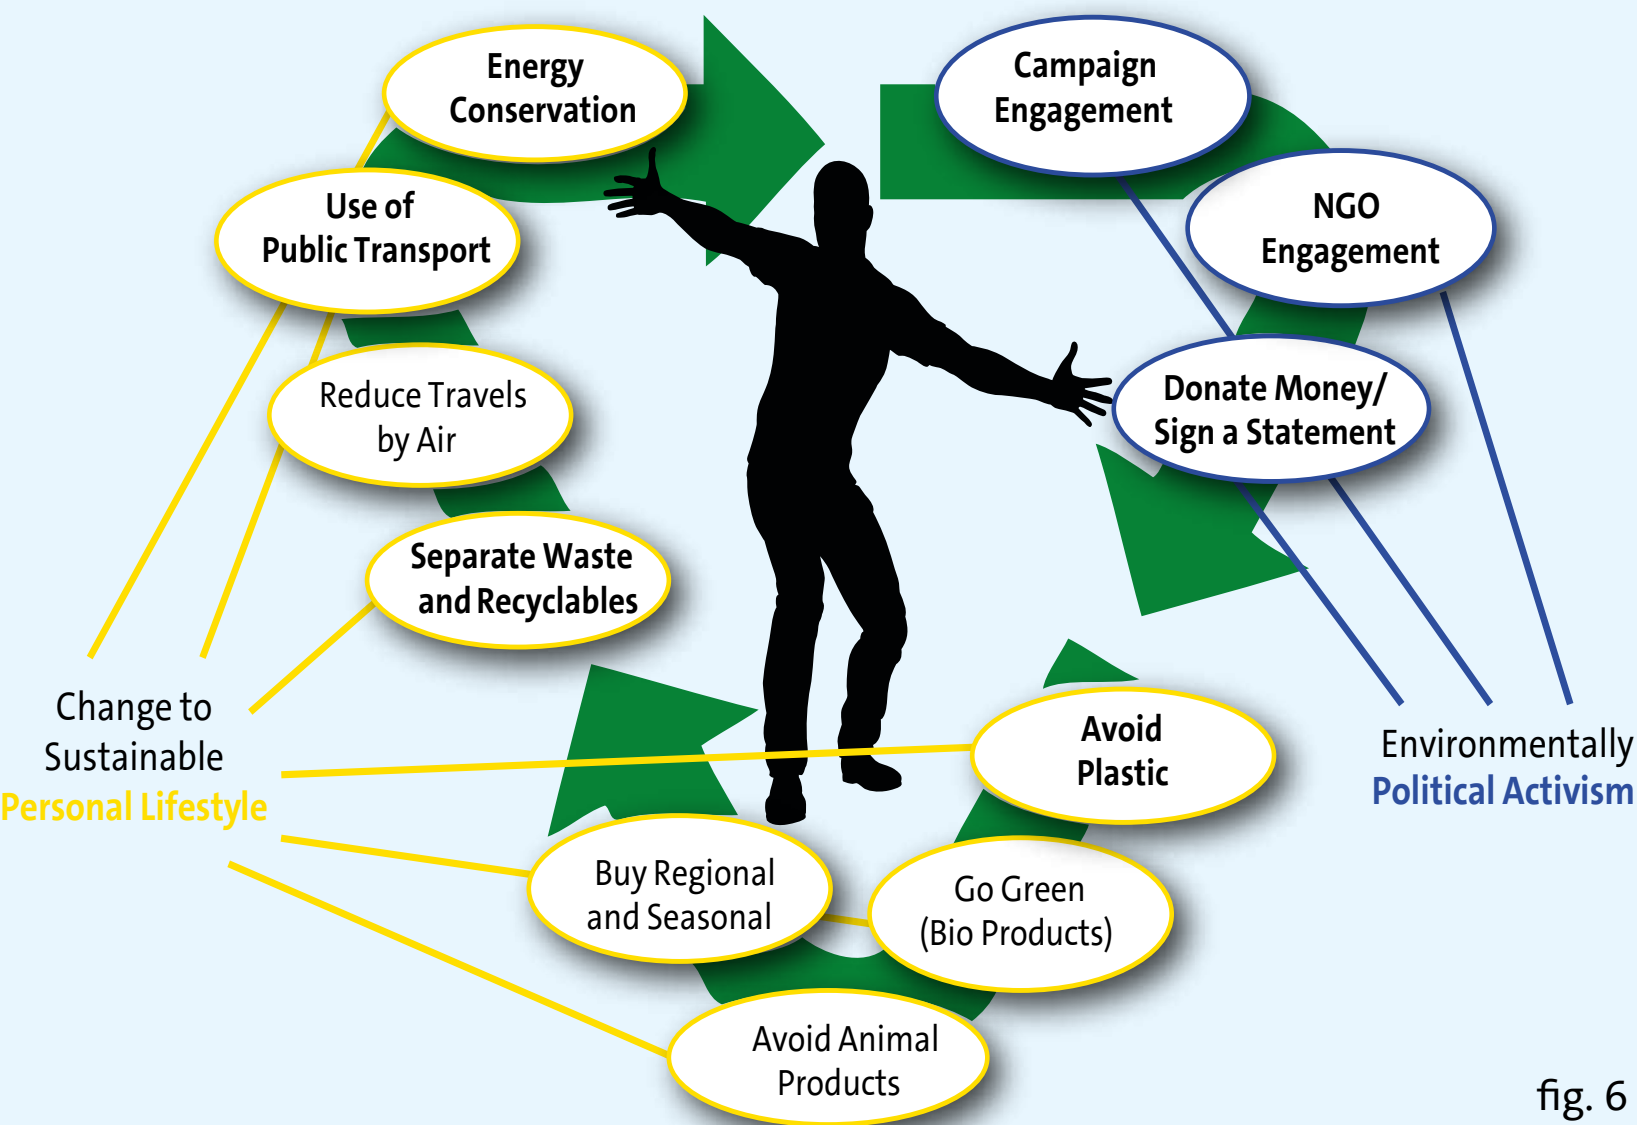 Energy
Conservation
Campaign
Engagement
Use of
Public Transport
NGO
Engagement
Reduce Travels
by Air
Donate Money/
Sign a Statement
Separate Waste
and Recyclables
Change to
Sustainable
Personal Lifestyle
Avoid
Plastic
Environmentally
Political Activism
Buy Regional
and Seasonal
Go Green
(Bio Products)
Avoid Animal
Products
fig. 6